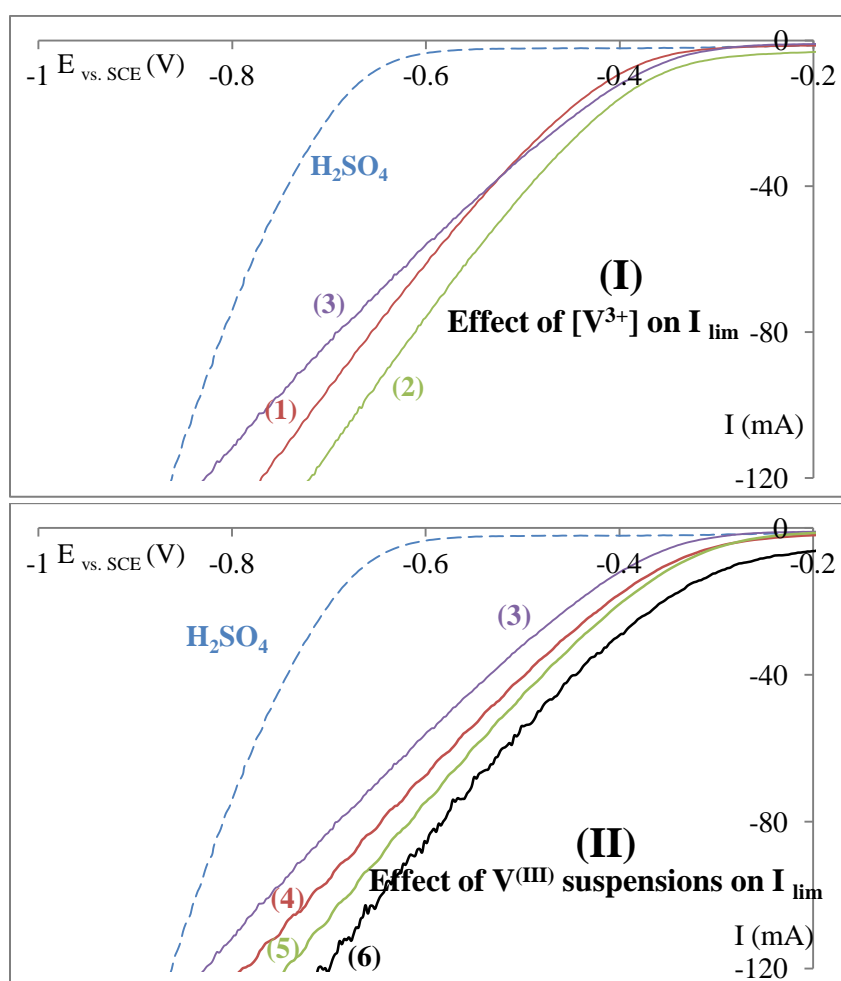 0
-1 -0.8 -0.6 -0.4 -0.2
E vs. SCE (V)
H₂SO₄
-40
(I)
(3)
Effect of [V³⁺] on I lim
-80
(2)
(1)
I (mA)
-120
0
-1 -0.8 -0.6 -0.4 -0.2
E vs. SCE (V)
(3)
H₂SO₄
-40
-80
(II)
Effect of V⁽ᴵᴵᴵ⁾ suspensions on I lim
(4)
(5)
(6)
I (mA)
-120